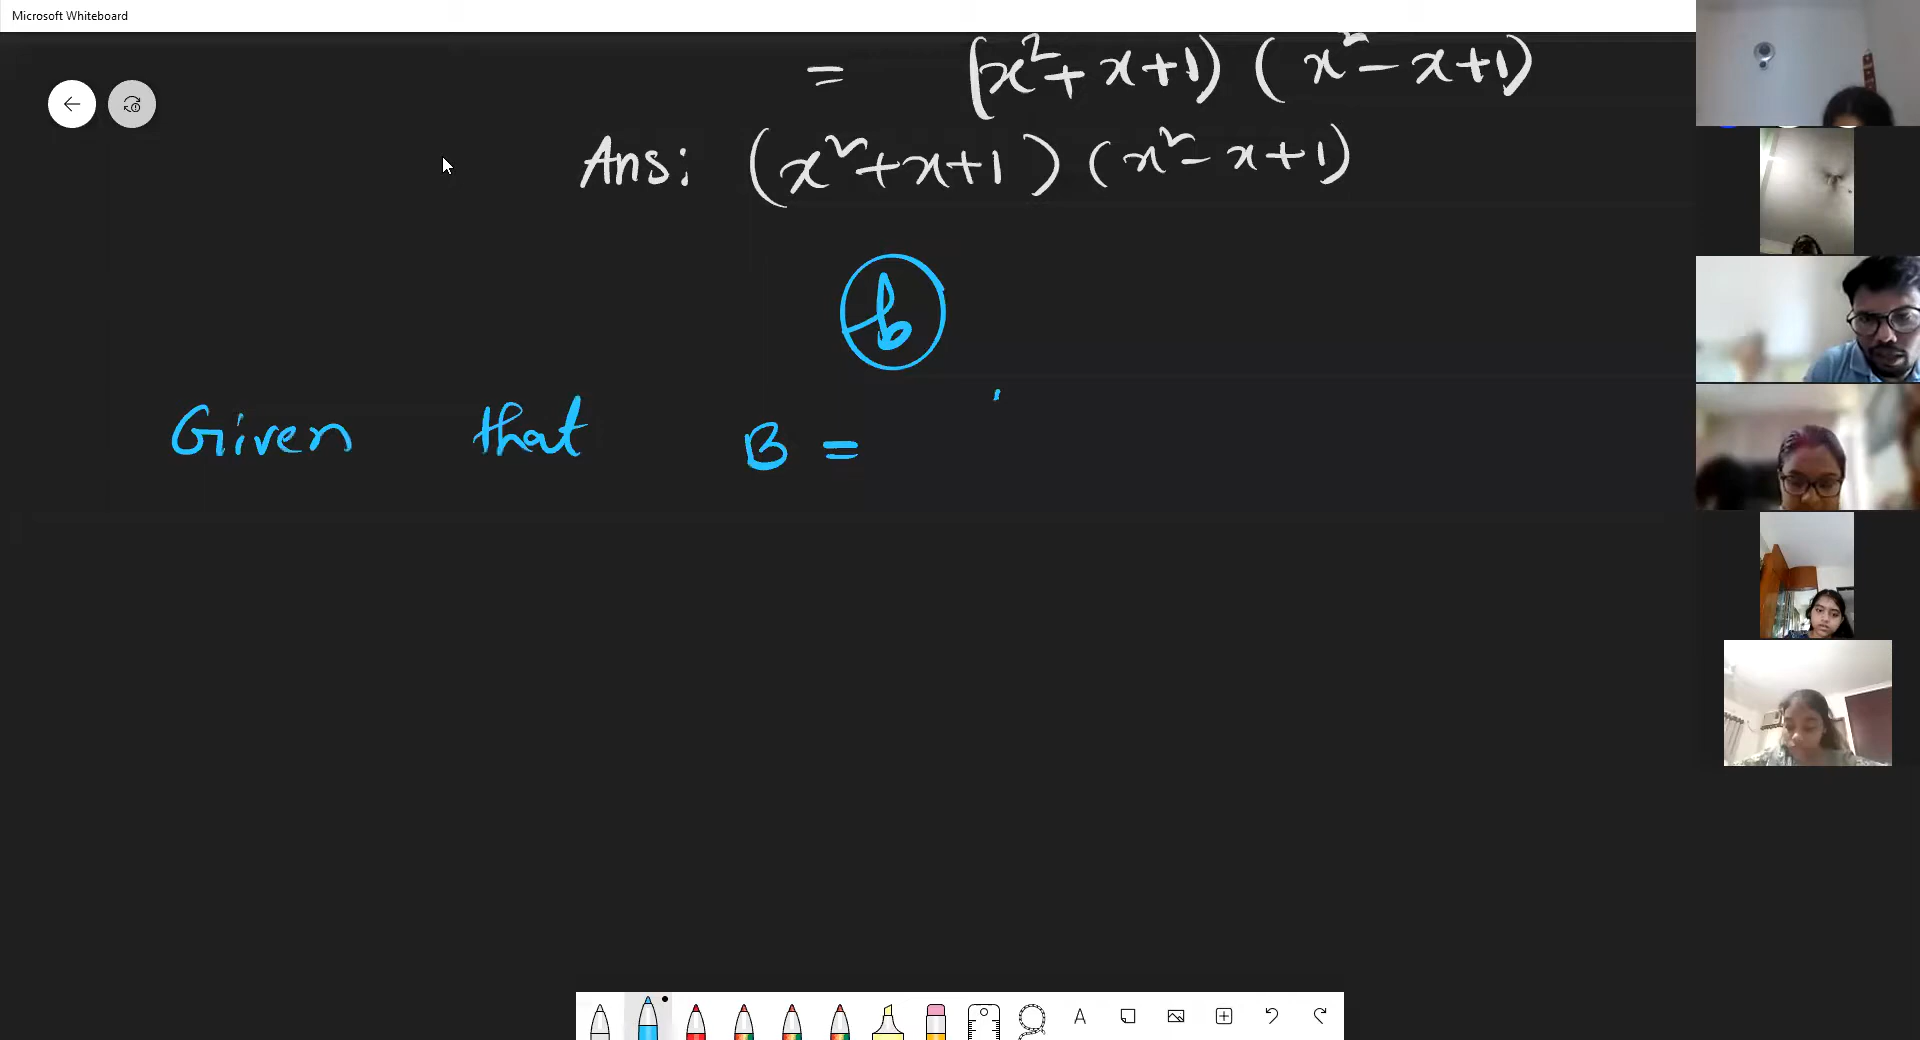 Microsoft Whiteboard
= (x²+x+1) (x²-x+1)
Ans: (x²+x+1) (x²-x+1)
b
Given that B =
A